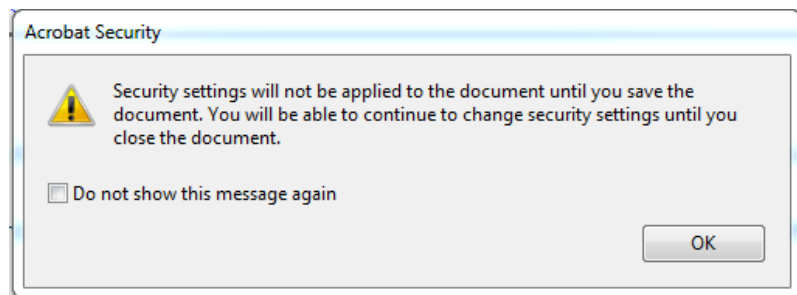 Acrobat Security
Security settings will not be applied to the document until you save the
document. You will be able to continue to change security settings until you
close the document.
Do not show this message again
OK